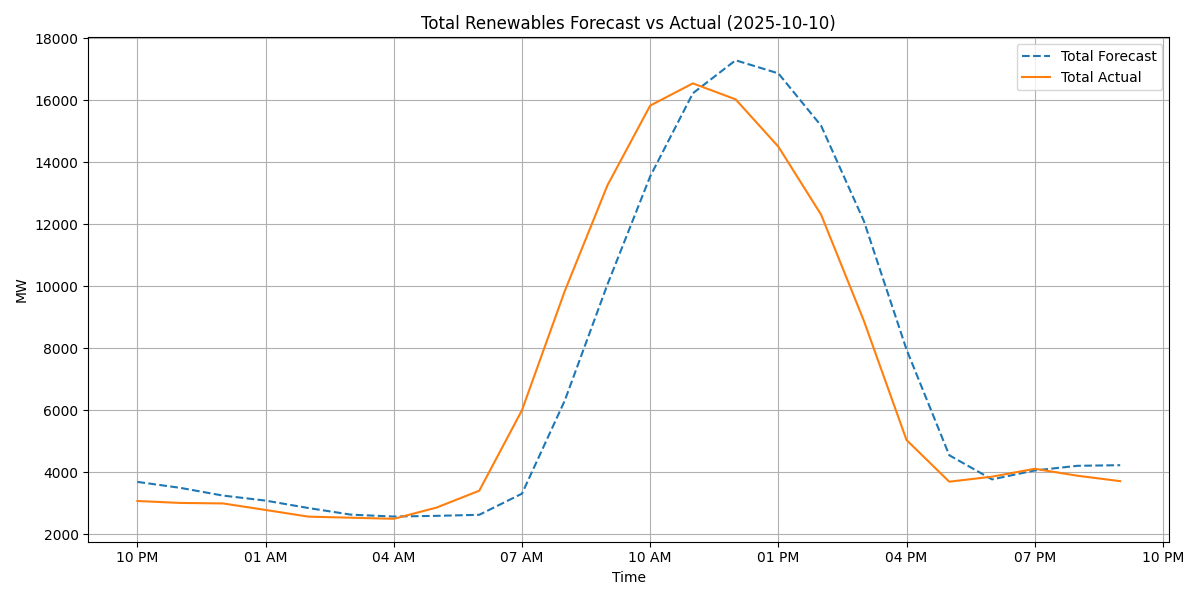 Total Renewables Forecast vs Actual (2025-10-10)
18000
16000
14000
12000
10000
8000
6000
4000
2000
MW
Total Forecast
Total Actual
10 PM
01 AM
04 AM
07 AM
10 AM
01 PM
04 PM
07 PM
10 PM
Time